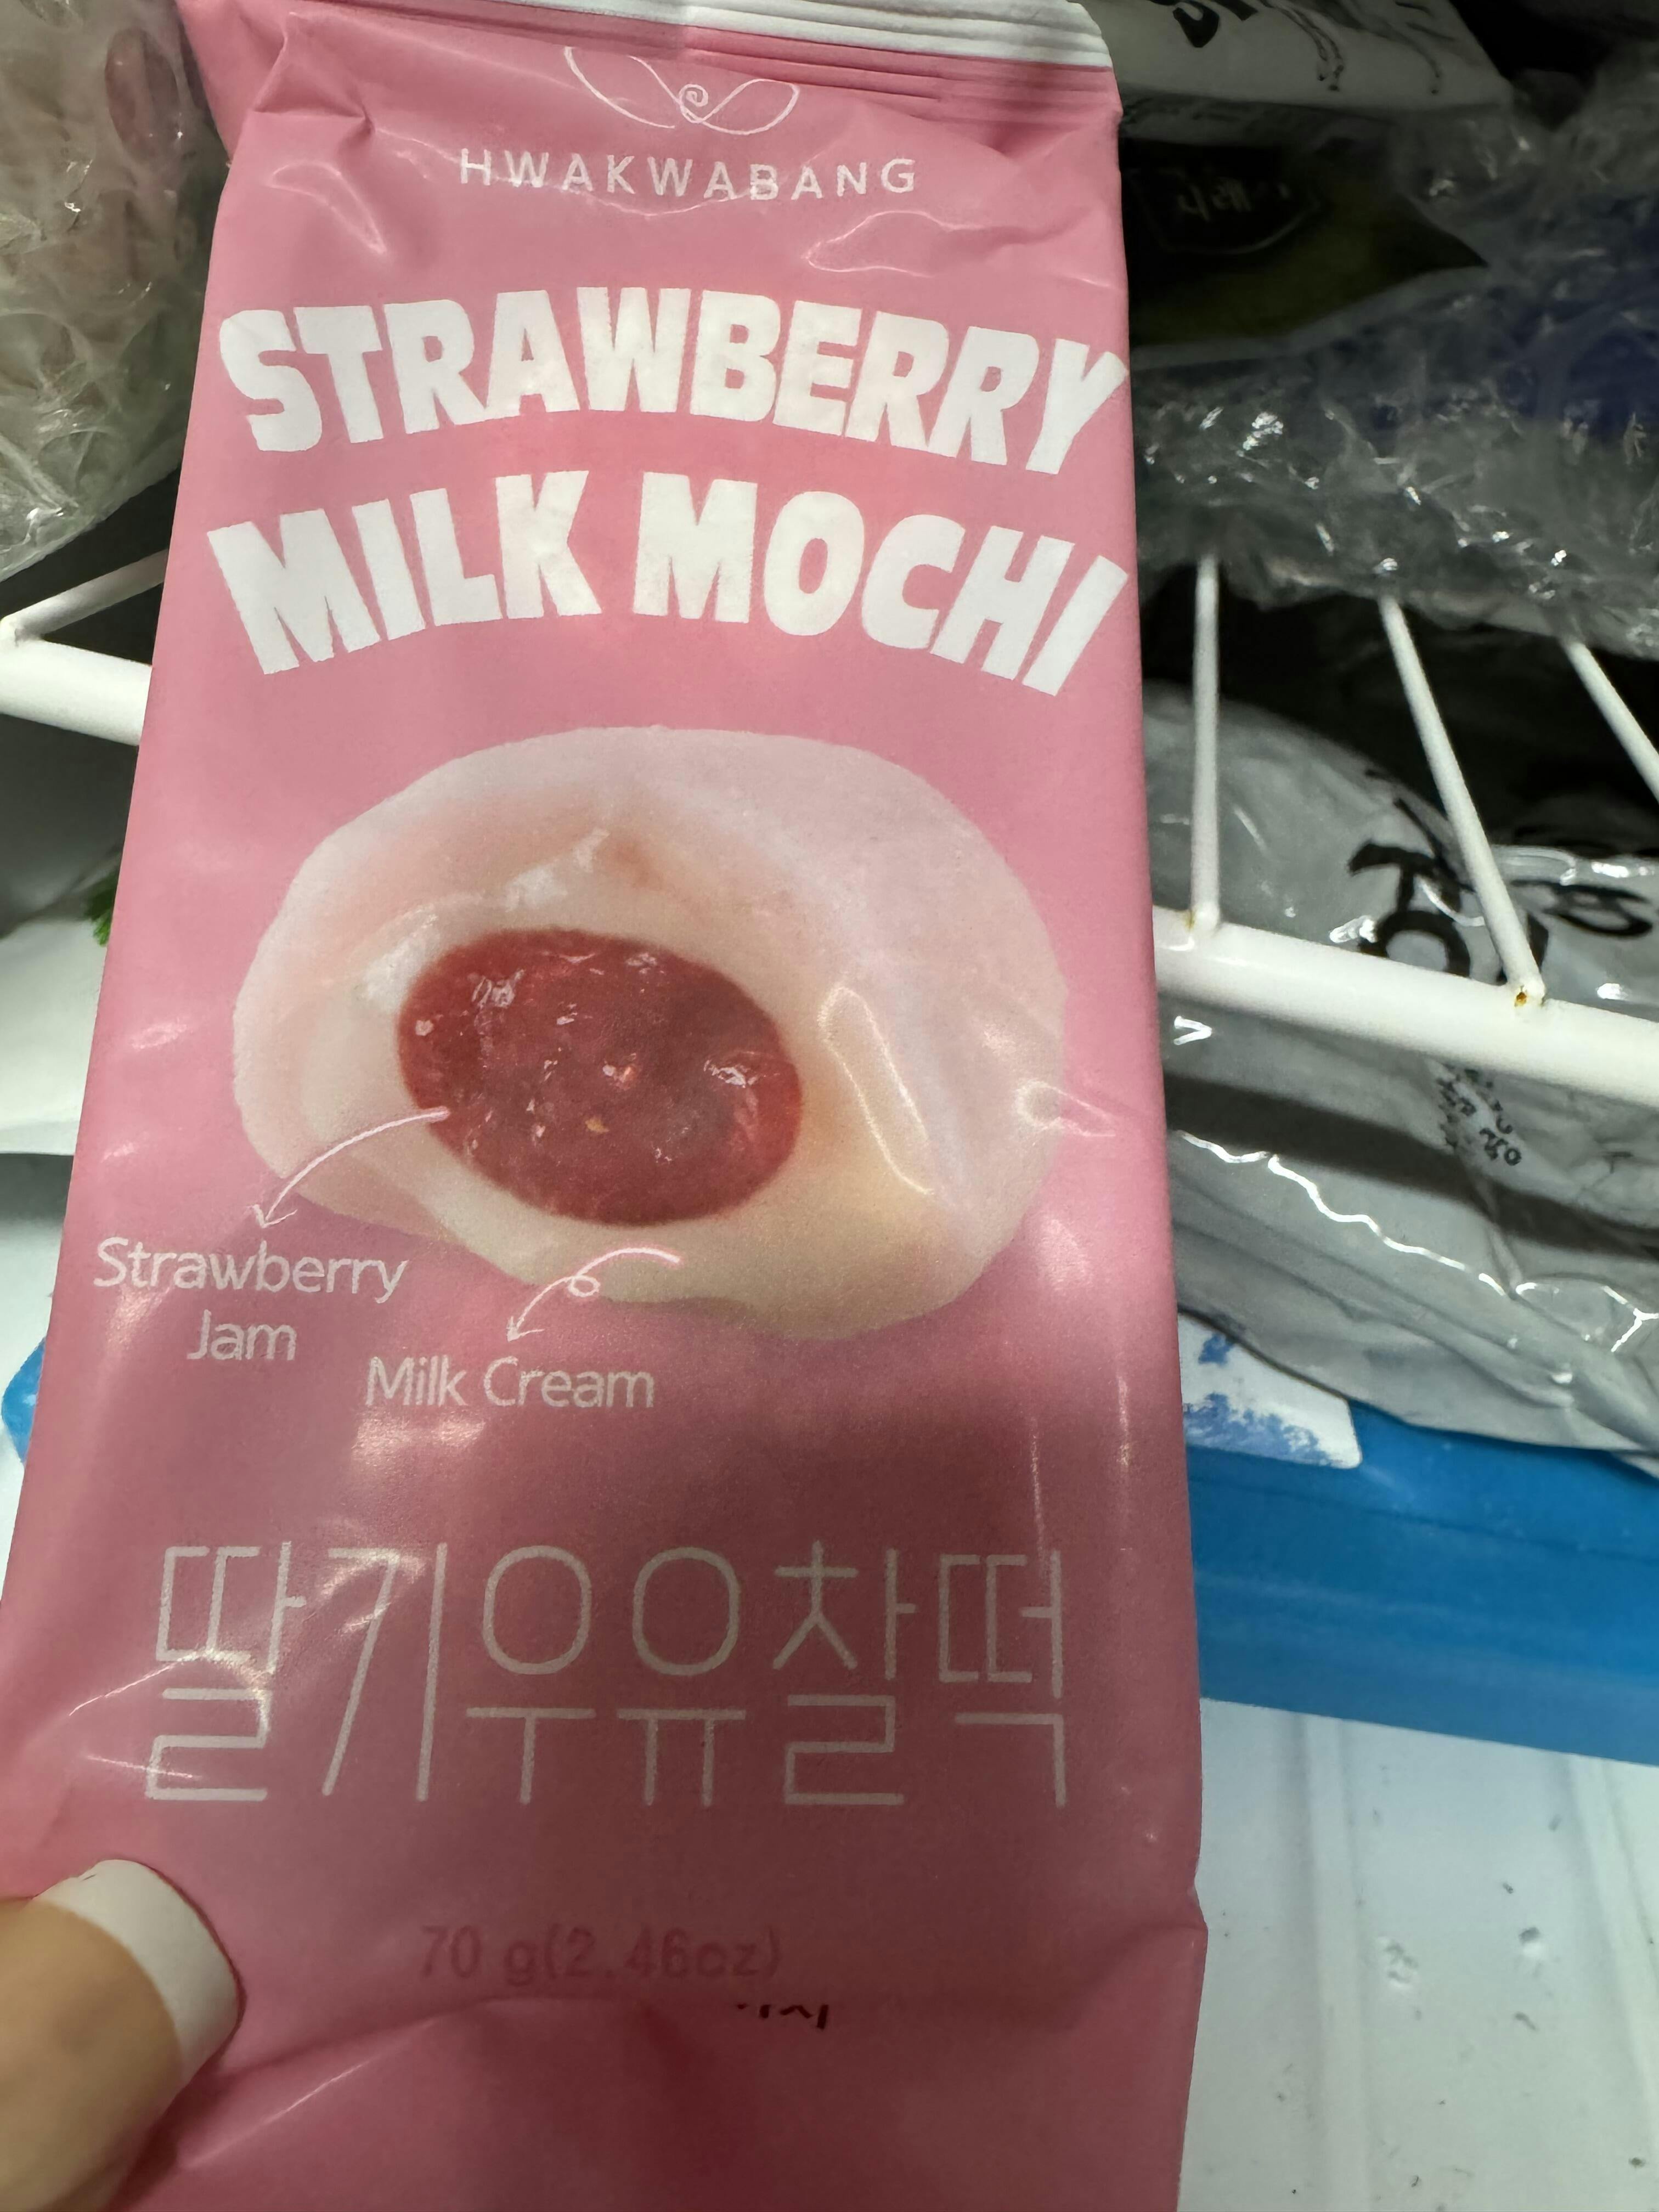 HWAKWABANG
STRAWBERRY
MILK MOCHI
Strawberry
Jam
Milk Cream
딸기우유찰떡
70 g(2.46oz)